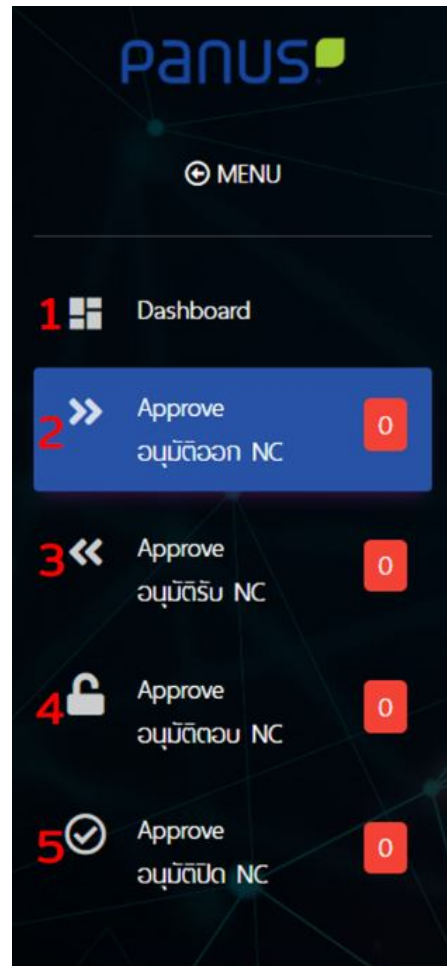 Panus
MENU
1 Dashboard
2 Approve 0
อนุมัติออก NC
3 Approve 0
อนุมัติรับ NC
4 Approve 0
อนุมัติตอบ NC
5 Approve 0
อนุมัติปิด NC